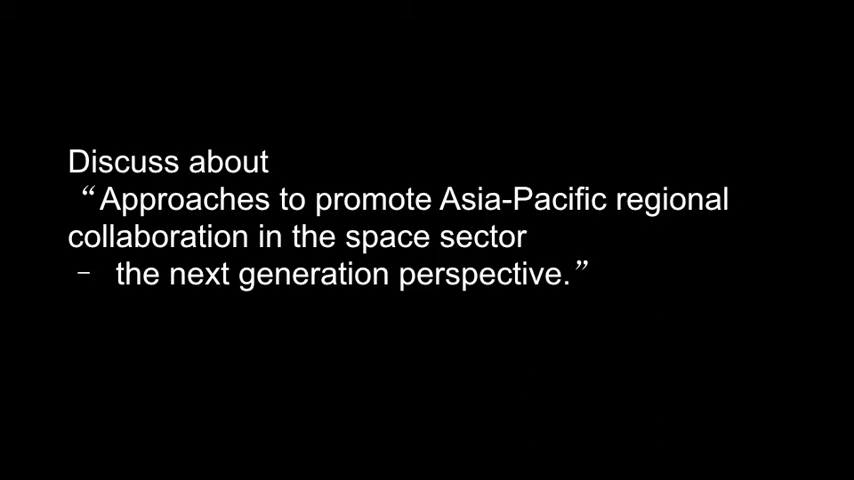 Discuss about
“Approaches to promote Asia-Pacific regional
collaboration in the space sector
– the next generation perspective.”